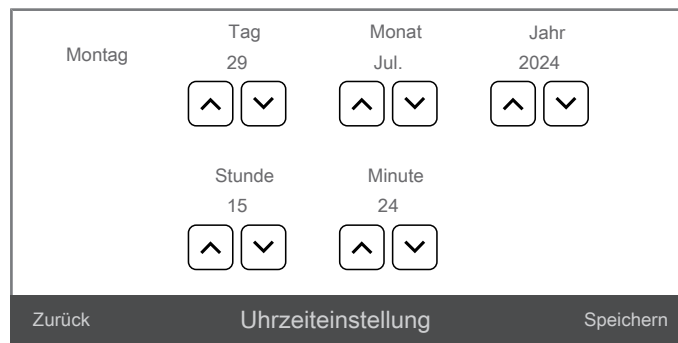 Tag Monat Jahr
Montag 29 Jul. 2024
Stunde Minute
15 24
Zurück Uhrzeiteinstellung Speichern